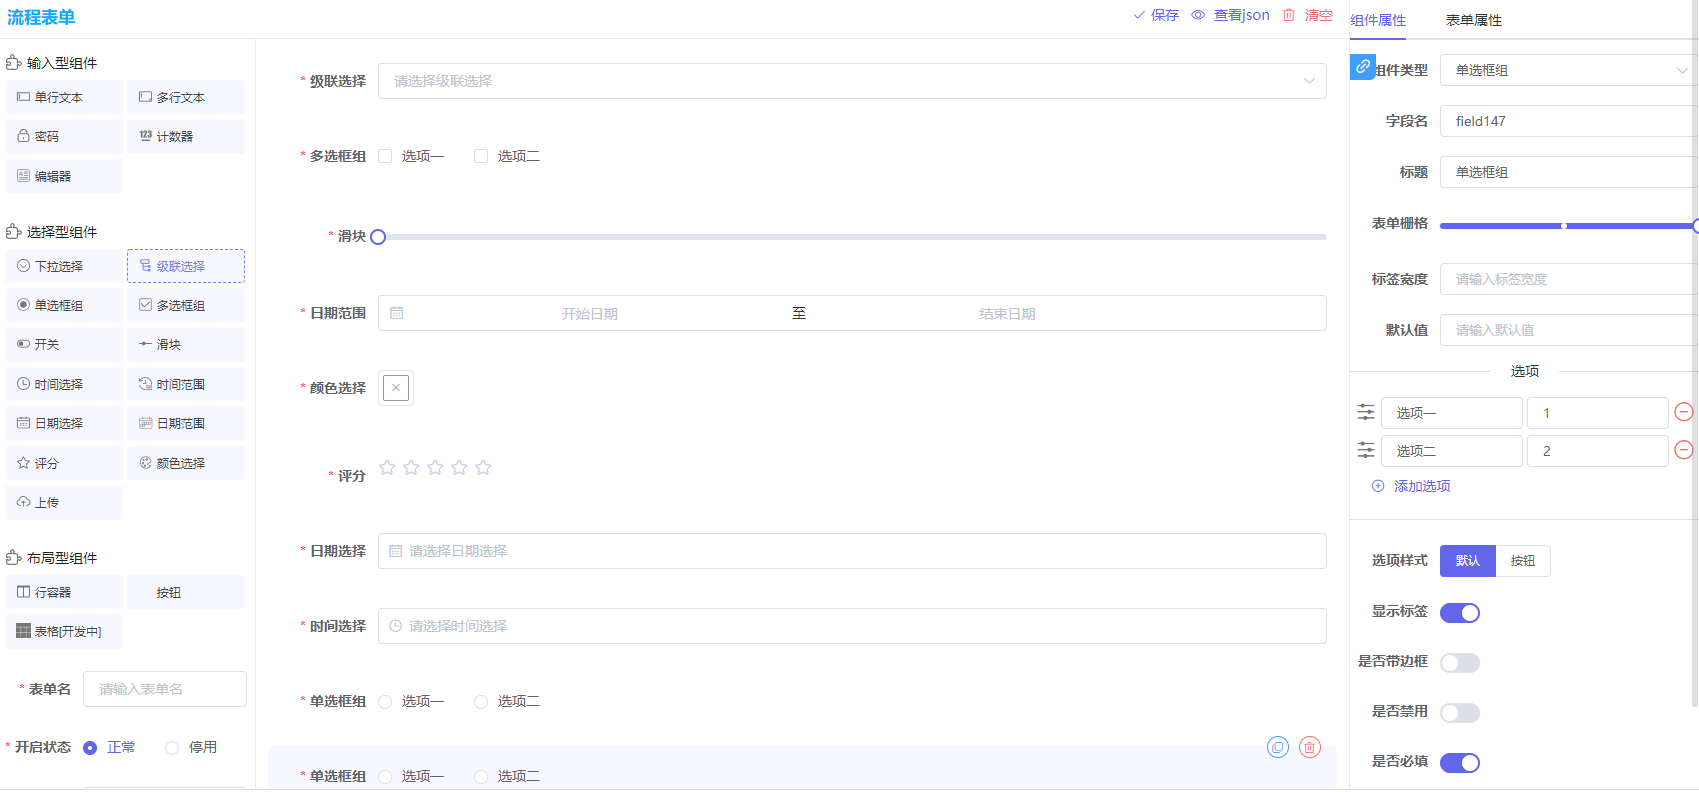 流程表单
保存 查看json 清空
输入型组件
单行文本 多行文本
密码 计数器
编辑器
选择型组件
下拉选择 级联选择
单选框组 多选框组
开关 滑块
时间选择 时间范围
日期选择 日期范围
评分 颜色选择
上传
布局型组件
行容器 按钮
表格[开发中]
* 表单名 请输入表单名
* 开启状态 正常 停用
* 级联选择 请选择级联选择
* 多选框组 选项一 选项二
* 滑块
* 日期范围 开始日期 至 结束日期
* 颜色选择
* 评分
* 日期选择 请选择日期选择
* 时间选择 请选择时间选择
* 单选框组 选项一 选项二
* 单选框组 选项一 选项二
组件属性 表单属性
组件类型 单选框组
字段名 field147
标题 单选框组
表单栅格
标签宽度 请输入标签宽度
默认值 请输入默认值
选项
选项一 1
选项二 2
添加选项
选项样式 默认 按钮
显示标签
是否带边框
是否禁用
是否必填